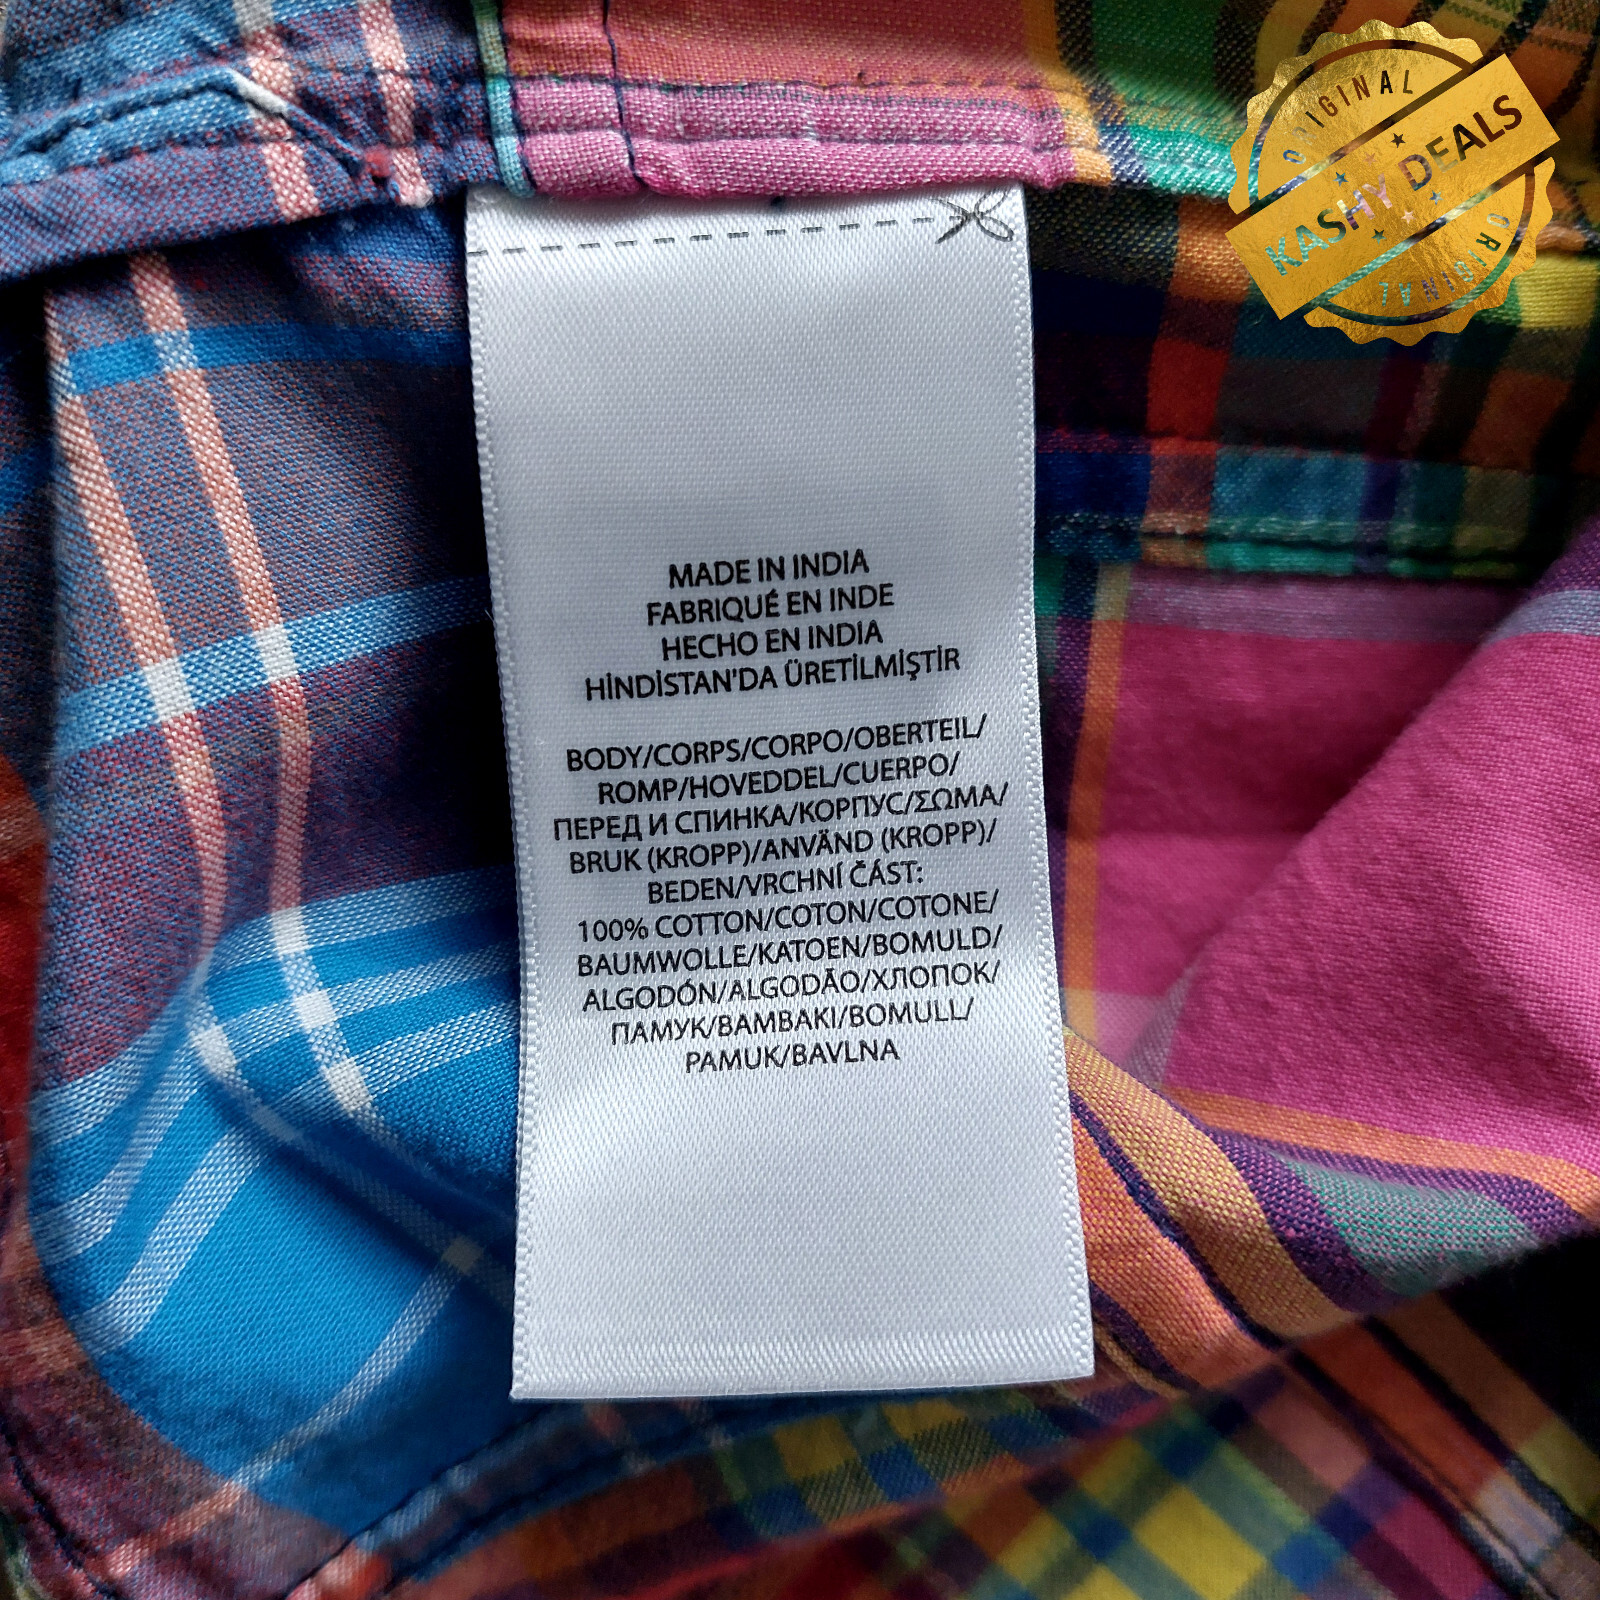 ORIGINAL
KASHY DEALS
ORIGINAL
MADE IN INDIA
FABRIQUÉ EN INDE
HECHO EN INDIA
HİNDİSTAN'DA ÜRETİLMİŞTİR
BODY/CORPS/CORPO/OBERTEIL/
ROMP/HOVEDDEL/CUERPO/
ПЕРЕД И СПИНКА/КОРПУС/ΣΩΜΑ/
BRUK (KROPP)/ANVÄND (KROPP)/
BEDEN/VRCHNÍ ČÁST:
100% COTTON/COTON/COTONE/
BAUMWOLLE/KATOEN/BOMULD/
ALGODÓN/ALGODÃO/ХЛОПОК/
ПАМУК/ΒΑΜΒΑΚΙ/BOMULL/
PAMUK/BAVLNA